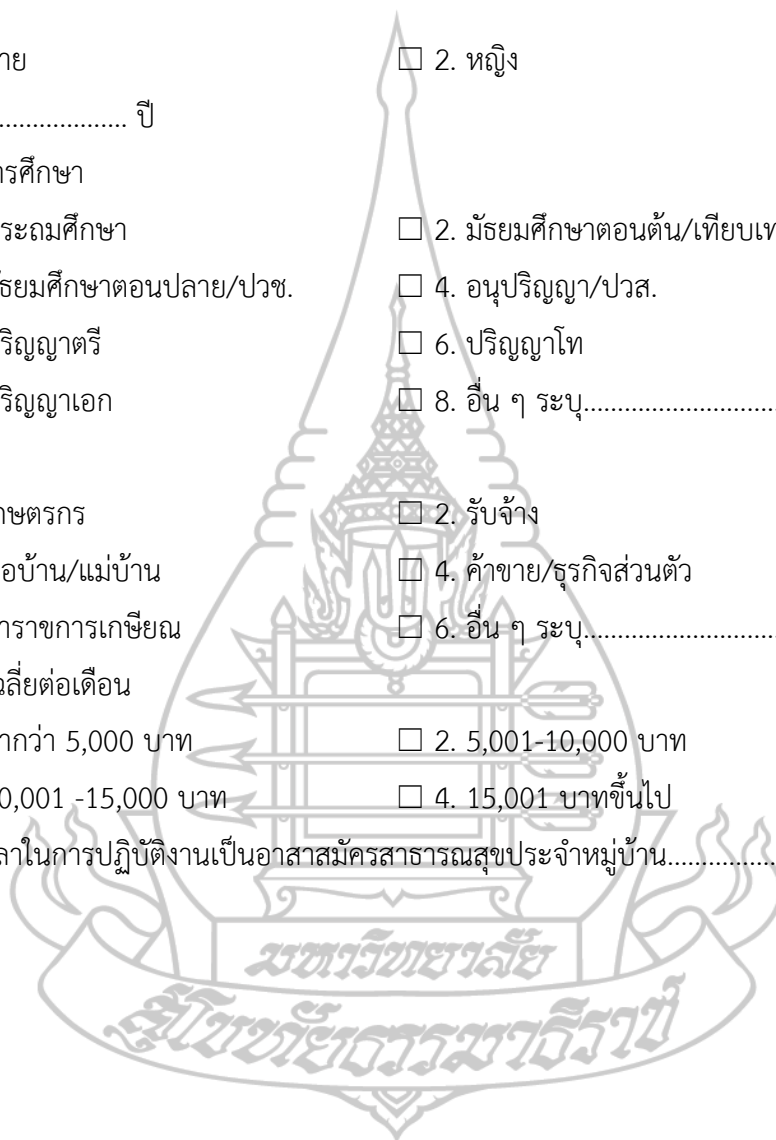 าย ☐ 2. หญิง
................... ปี
ารศึกษา
ระถมศึกษา ☐ 2. มัธยมศึกษาตอนต้น/เทียบเท
ัธยมศึกษาตอนปลาย/ปวช. ☐ 4. อนุปริญญา/ปวส.
ริญญาตรี ☐ 6. ปริญญาโท
ริญญาเอก ☐ 8. อื่น ๆ ระบุ............................
กษตรกร ☐ 2. รับจ้าง
อบ้าน/แม่บ้าน ☐ 4. ค้าขาย/ธุรกิจส่วนตัว
าราชการเกษียณ ☐ 6. อื่น ๆ ระบุ............................
ฉลี่ยต่อเดือน
ากว่า 5,000 บาท ☐ 2. 5,001-10,000 บาท
0,001 -15,000 บาท ☐ 4. 15,001 บาทขึ้นไป
ลาในการปฏิบัติงานเป็นอาสาสมัครสาธารณสุขประจำหมู่บ้าน................
มหาวิทยาลัย
สุโขทัยธรรมาธิราช